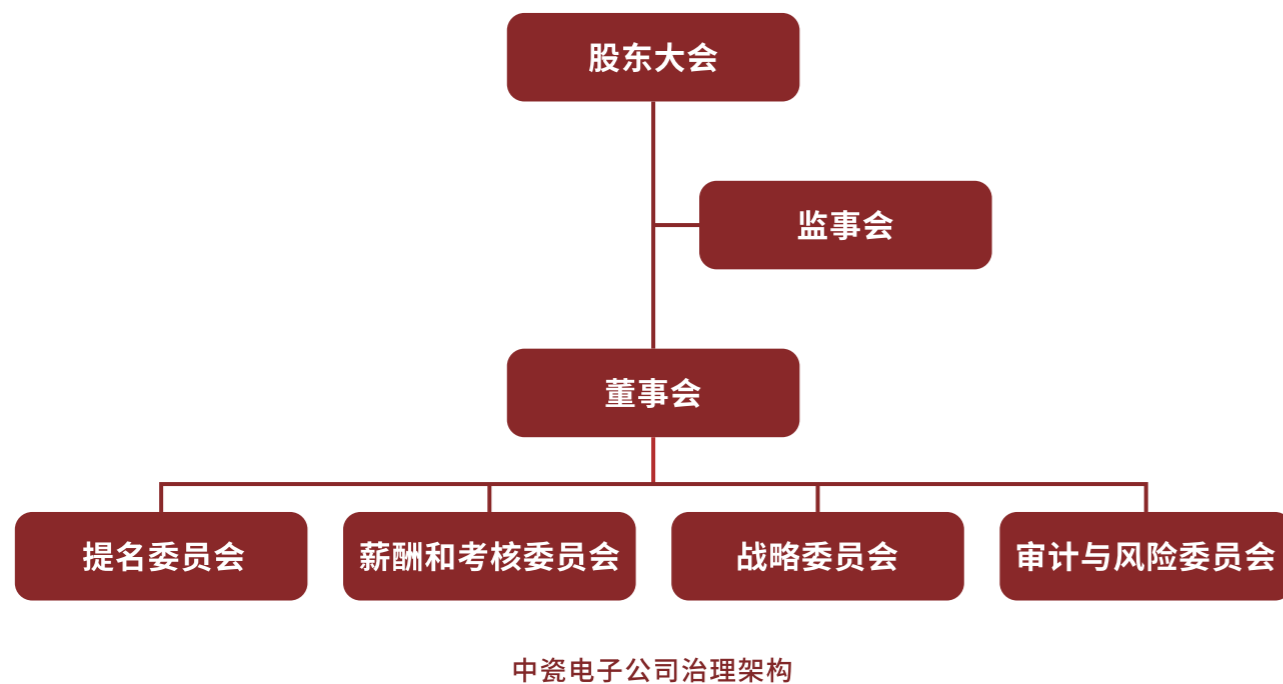 股东大会
监事会
董事会
提名委员会
薪酬和考核委员会
战略委员会
审计与风险委员会
中瓷电子公司治理架构